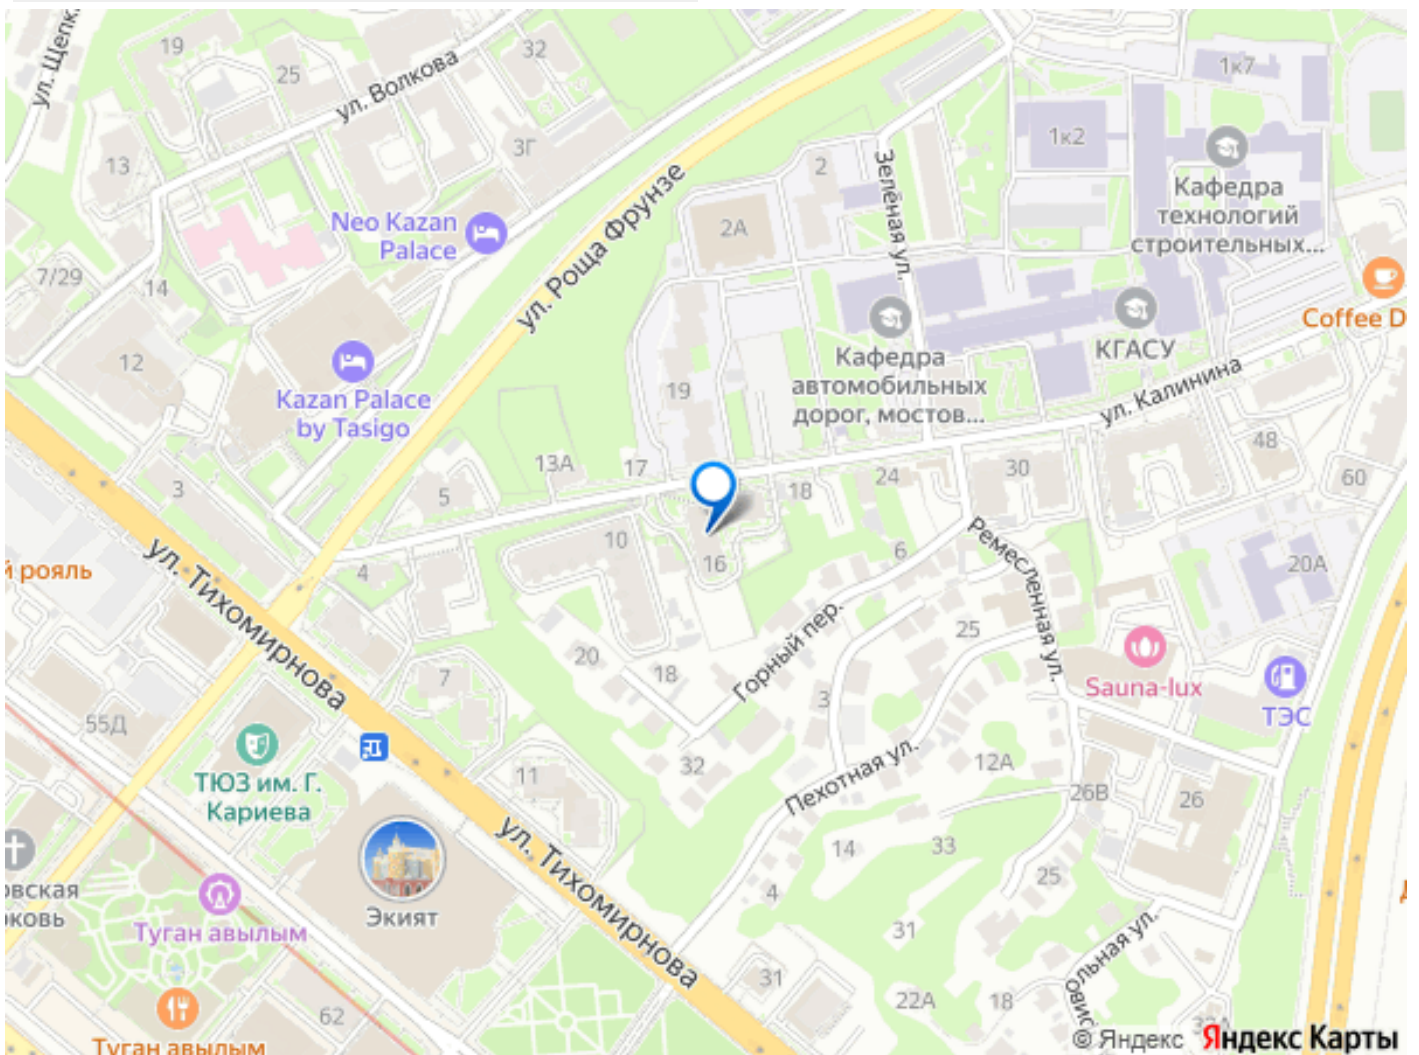 ул. Щепк
19
25
ул. Волкова
32
3Г
13
Neo Kazan
Palace
ул. Роща Фрунзе
7/29
14
12
Kazan Palace
by Tasigo
2
2А
Зелёная ул.
1к7
1к2
Кафедра
технологий
строительных...
Coffee D
Кафедра
автомобильных
дорог, мостов...
КГАСУ
ул. Калинина
19
17
13А
5
3
18
24
30
48
60
4
10
16
6
Ремесленная ул.
20А
й рояль
ул. Тихомирнова
20
18
Горный пер.
25
3
7
Sauna-lux
ТЭС
55Д
ТЮЗ им. Г.
Кариева
32
11
Пехотная ул.
12А
26В
26
14
33
25
4
Экият
ул. Тихомирнова
овская
рковь
Туган авылым
31
31
22А
18
ольная ул.
62
Туган авылым
© Яндекс Яндекс Карты